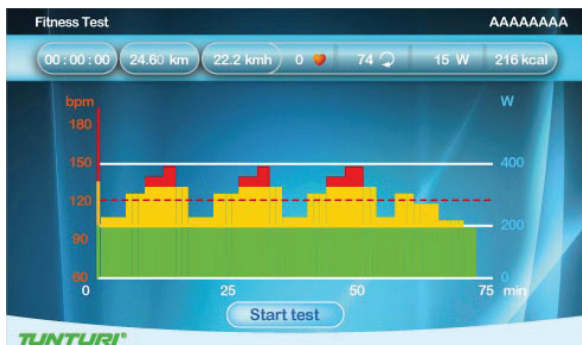 Fitness Test AAAAAAAA
00 : 00 : 00 24.60 km 22.2 kmh 0 74 15 W 216 kcal
bpm W
180
150 400
120
90 200
60 0
0 25 50 75 min
Start test
TUNTURI®